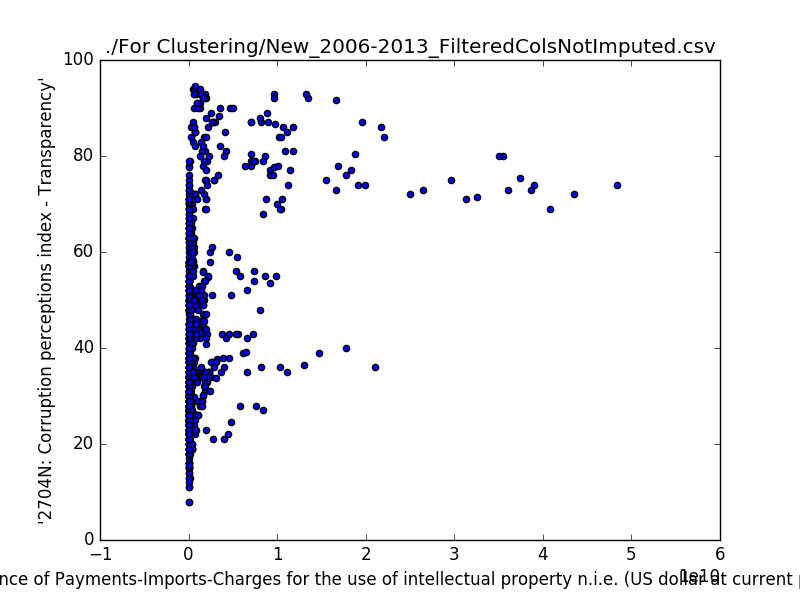 ./For Clustering/New_2006-2013_FilteredColsNotImputed.csv
100
80
60
40
20
0
'2704N: Corruption perceptions index - Transparency'
−1 0 1 2 3 4 5 6
1e10
of Payments-Imports-Charges for the use of intellectual property n.i.e. (US dollar at current